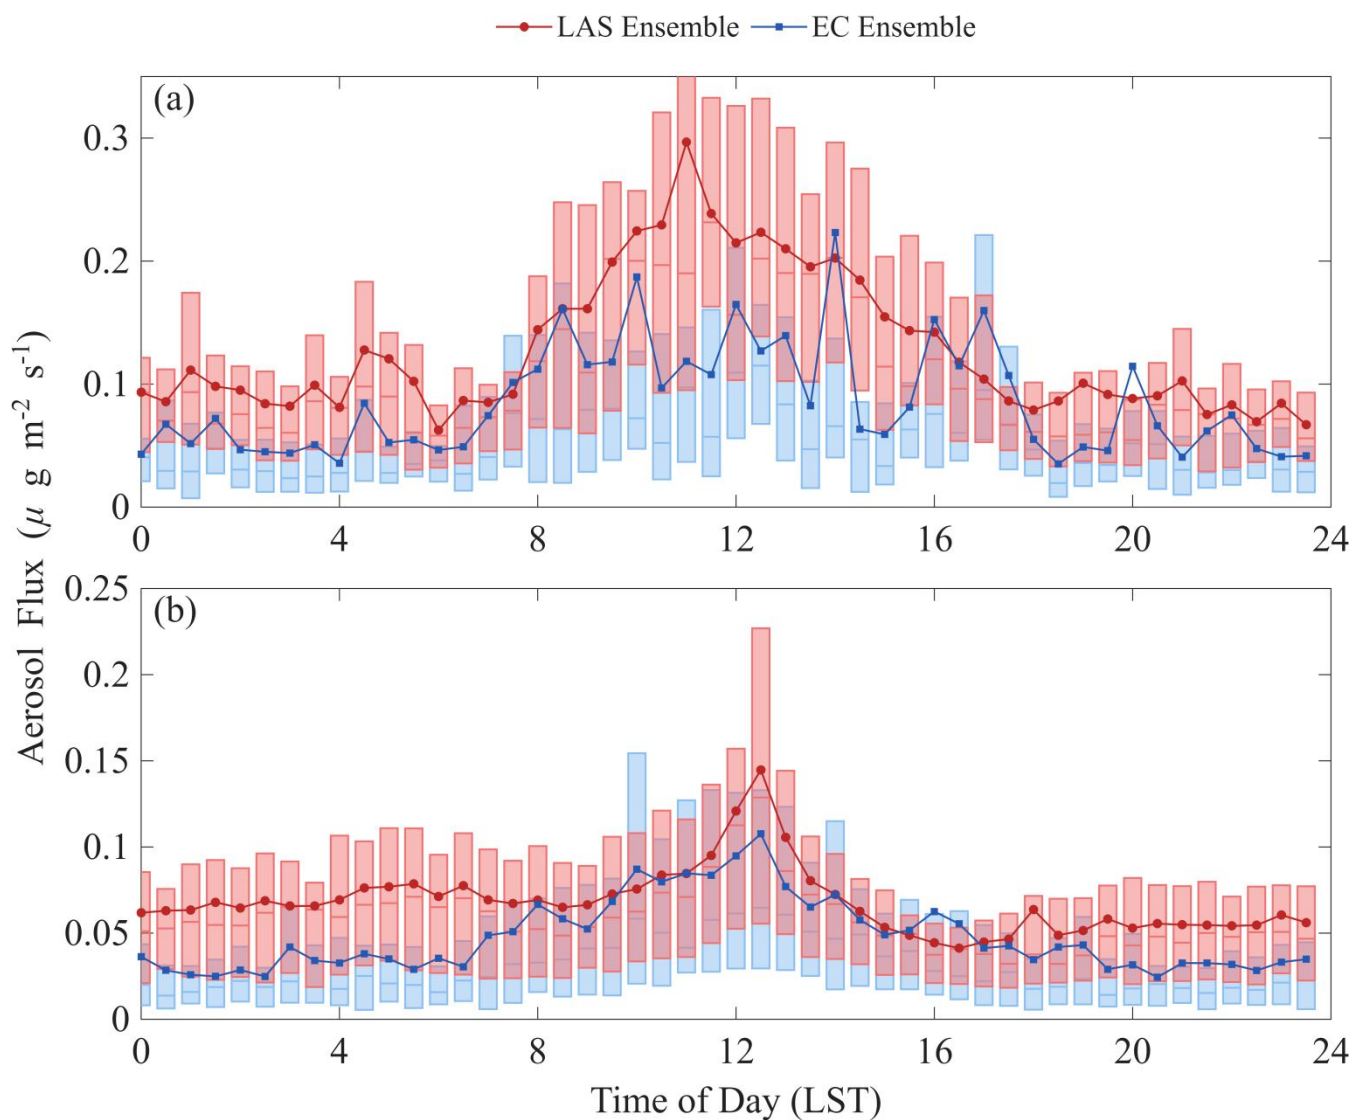 LAS Ensemble EC Ensemble
(a)
0.3
0.2
0.1
0
0 4 8 12 16 20 24
Aerosol Flux (μ g m⁻² s⁻¹)
0.25
(b)
0.2
0.15
0.1
0.05
0
0 4 8 12 16 20 24
Time of Day (LST)